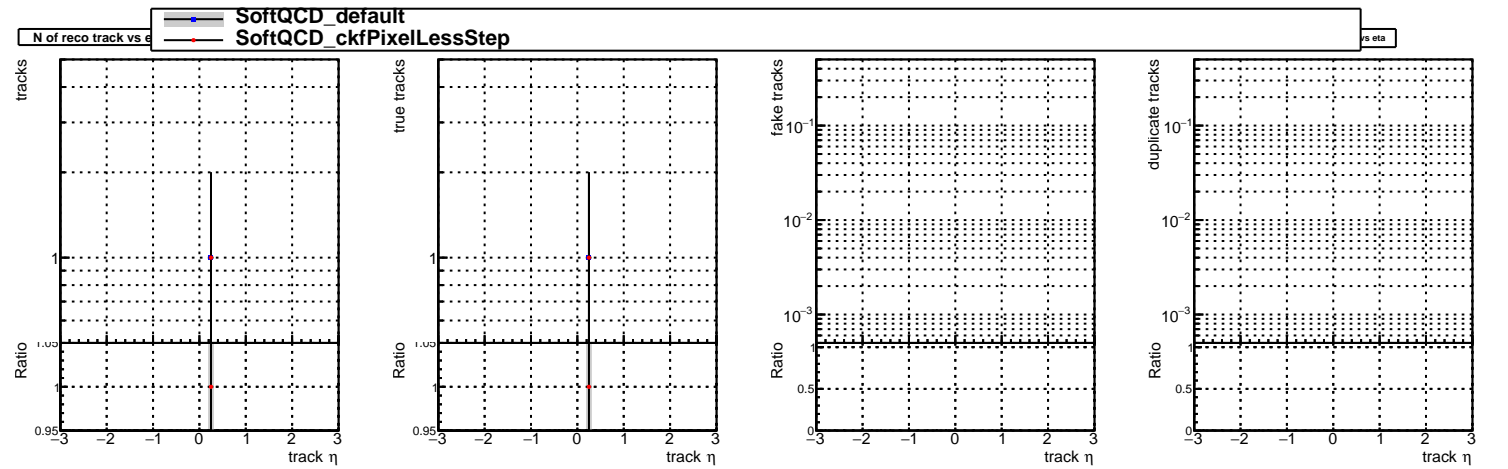 SoftQCD_default
SoftQCD_ckfPixelLessStep
N of reco track vs e
vs eta
tracks
1
1.05
Ratio
1
0.95
−3 −2 −1 0 1 2 3
track η
true tracks
1
1.05
Ratio
1
0.95
−3 −2 −1 0 1 2 3
track η
fake tracks
10⁻¹
10⁻²
10⁻³
Ratio
1
0.5
0
−3 −2 −1 0 1 2 3
track η
duplicate tracks
10⁻¹
10⁻²
10⁻³
Ratio
1
0.5
0
−3 −2 −1 0 1 2 3
track η